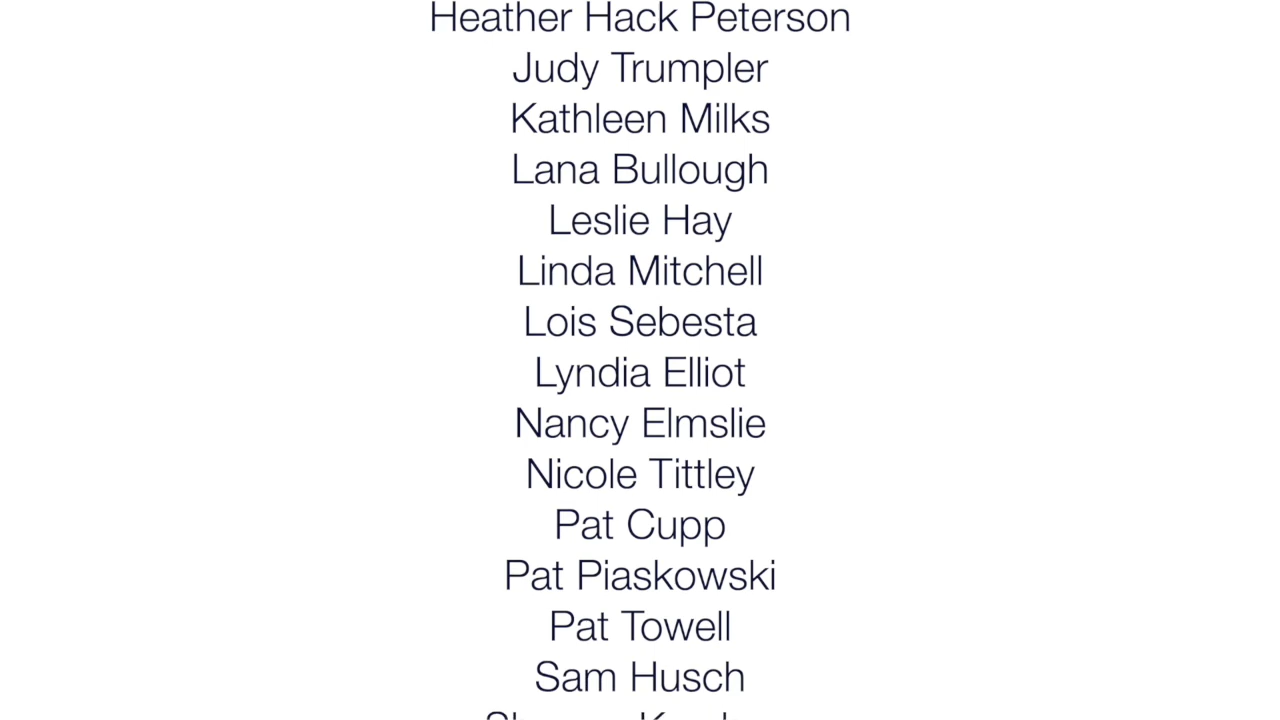 Heather Hack Peterson
Judy Trumpler
Kathleen Milks
Lana Bullough
Leslie Hay
Linda Mitchell
Lois Sebesta
Lyndia Elliot
Nancy Elmslie
Nicole Tittley
Pat Cupp
Pat Piaskowski
Pat Towell
Sam Husch